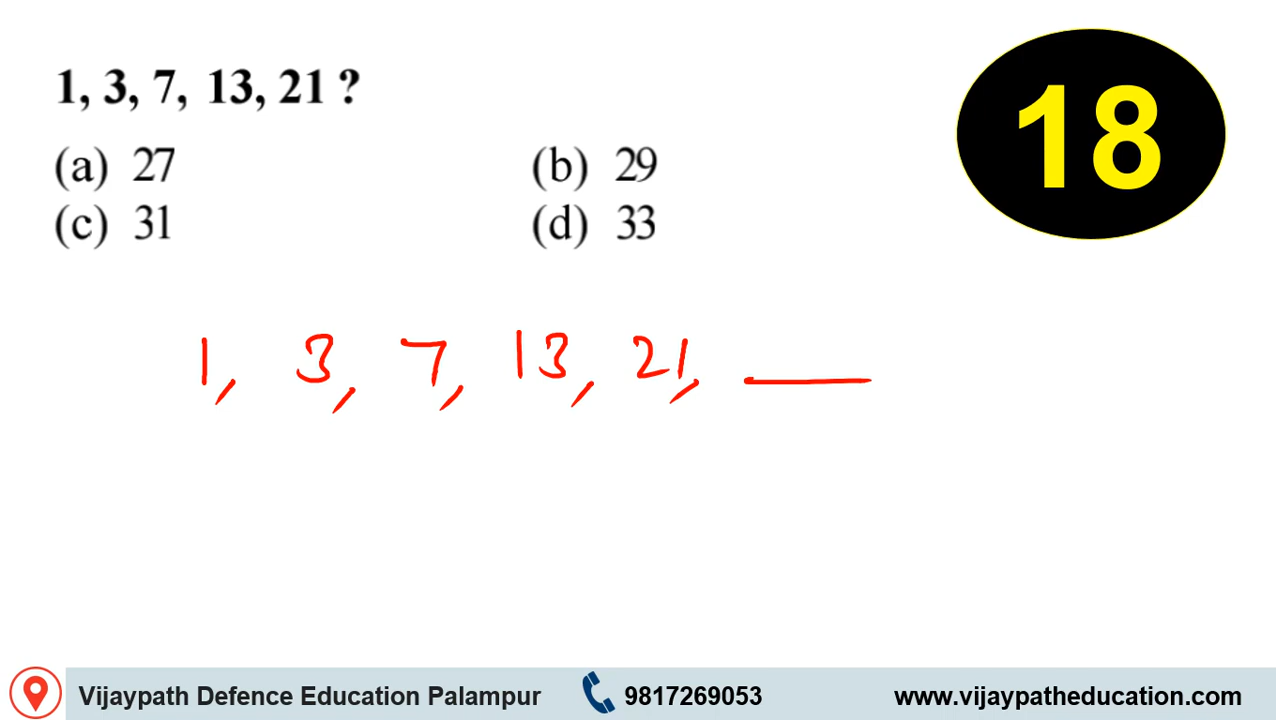 1, 3, 7, 13, 21 ?
18
(a) 27 (b) 29
(c) 31 (d) 33
1, 3, 7, 13, 21, ____
Vijaypath Defence Education Palampur 9817269053 www.vijaypatheducation.com